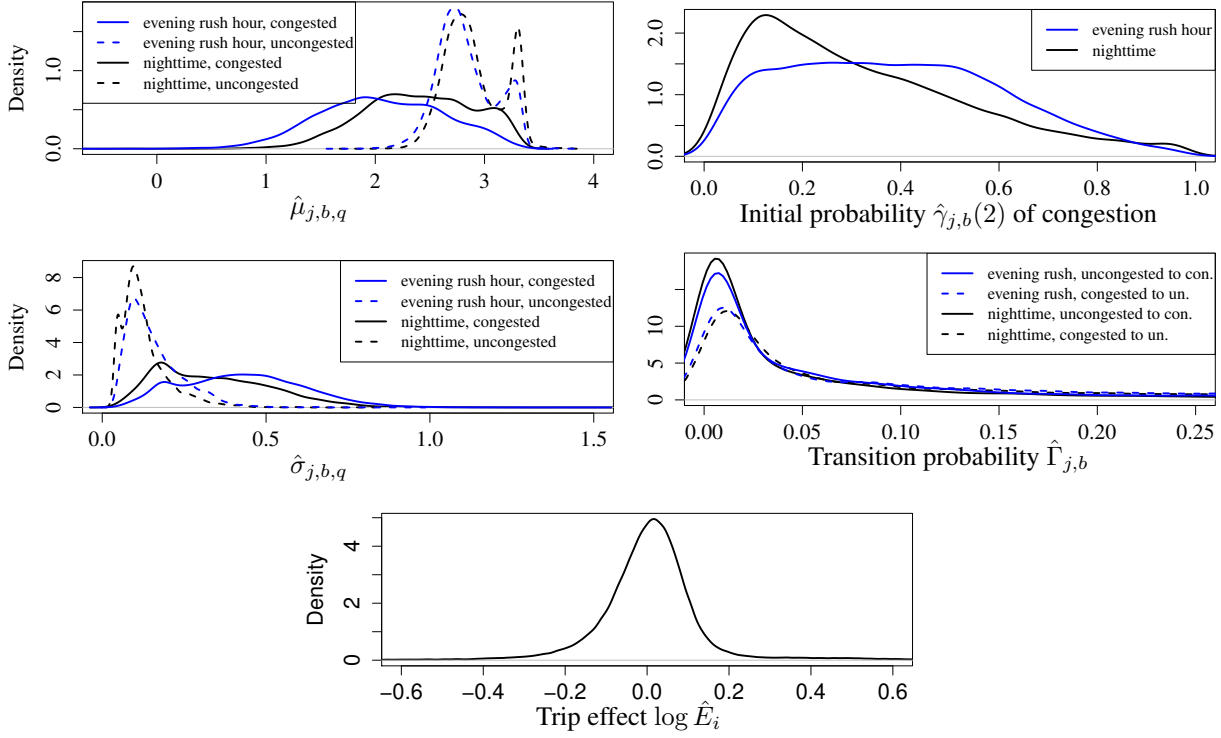 Density
0.0
1.0
evening rush hour, congested
evening rush hour, uncongested
nighttime, congested
nighttime, uncongested
0 1 2 3 4
μ̂_{j,b,q}
0.0
1.0
2.0
evening rush hour
nighttime
0.0 0.2 0.4 0.6 0.8 1.0
Initial probability γ̂_{j,b}(2) of congestion
Density
0 2 4 6 8
evening rush hour, congested
evening rush hour, uncongested
nighttime, congested
nighttime, uncongested
0.0 0.5 1.0 1.5
σ̂_{j,b,q}
0 5 10
evening rush, uncongested to con.
evening rush, congested to un.
nighttime, uncongested to con.
nighttime, congested to un.
0.00 0.05 0.10 0.15 0.20 0.25
Transition probability Γ̂_{j,b}
Density
0 2 4
−0.6 −0.4 −0.2 0.0 0.2 0.4 0.6
Trip effect log Ê_i